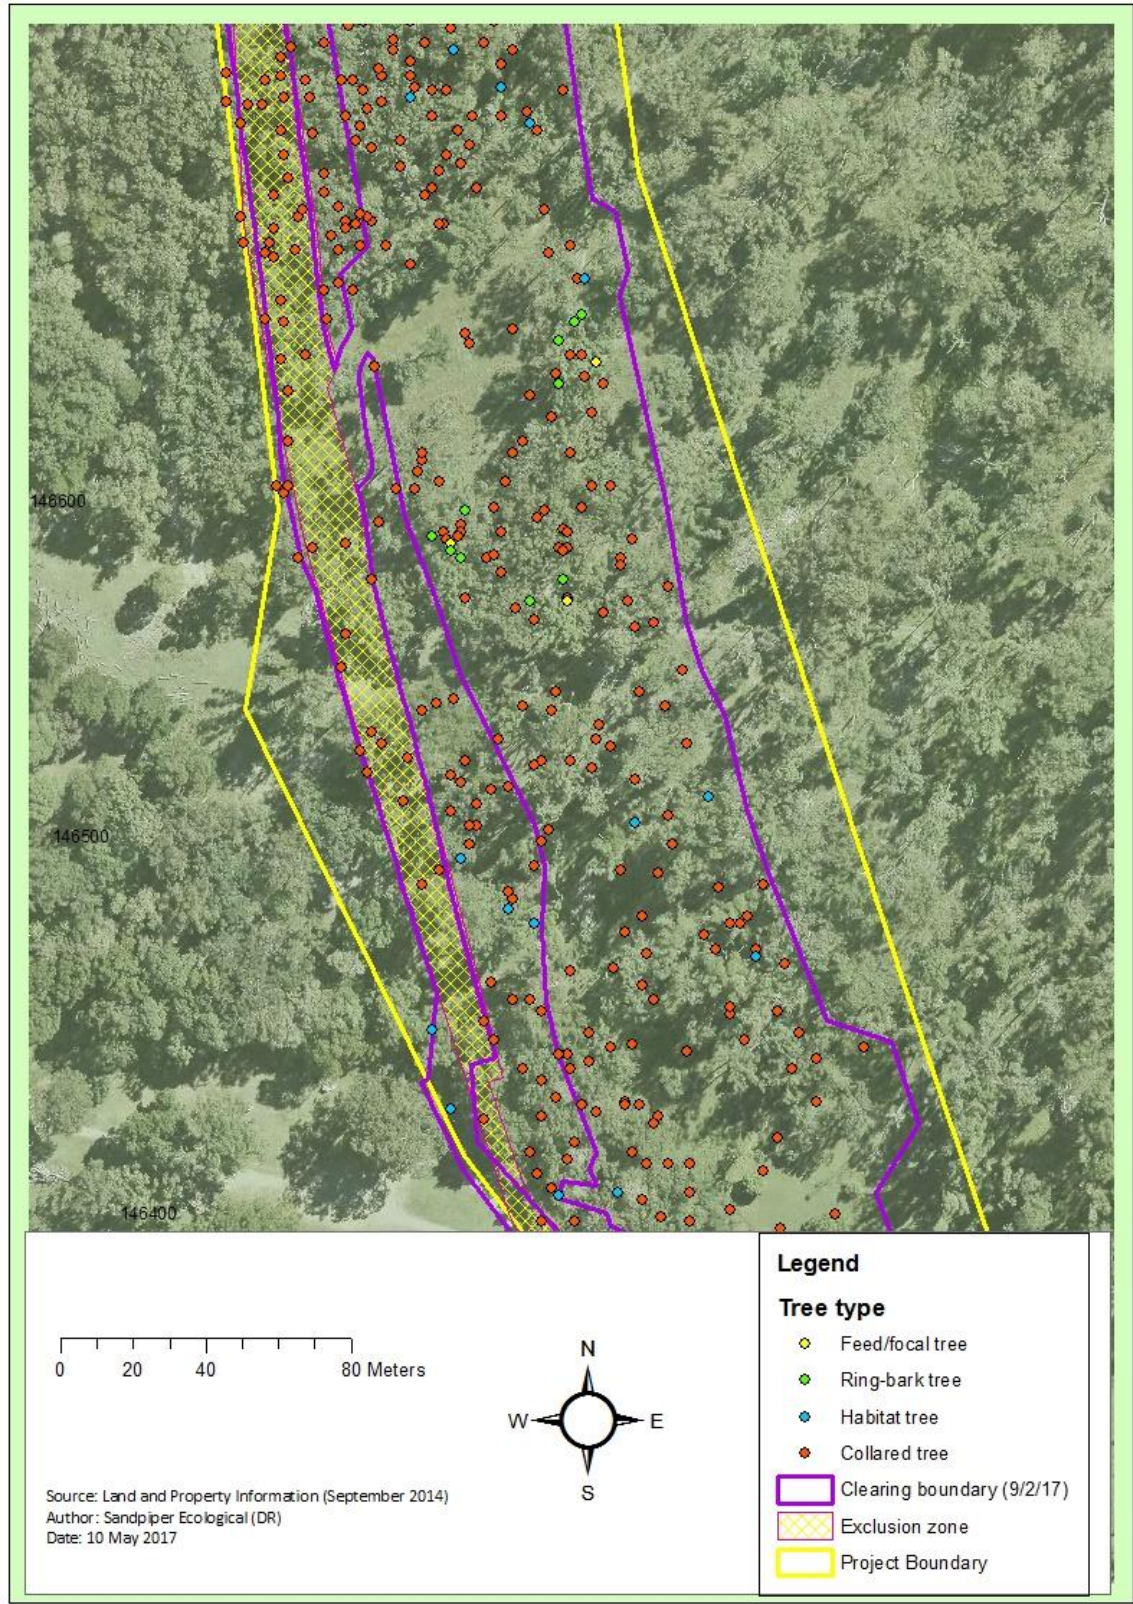 148600
146500
146400
0 20 40 80 Meters
N
W E
S
Source: Land and Property Information (September 2014)
Author: Sandpiper Ecological (DR)
Date: 10 May 2017
Legend
Tree type
Feed/focal tree
Ring-bark tree
Habitat tree
Collared tree
Clearing boundary (9/2/17)
Exclusion zone
Project Boundary